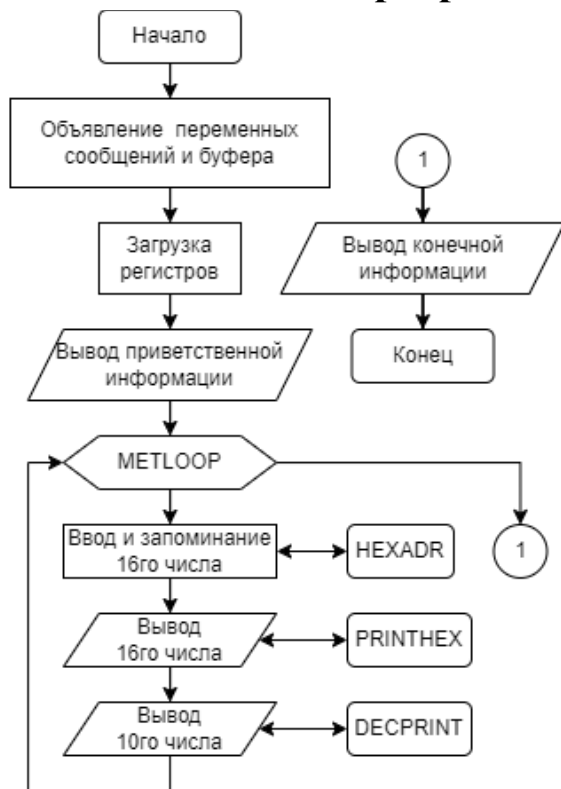 Начало
Объявление переменных
сообщений и буфера
Загрузка
регистров
Вывод приветственной
информации
METLOOP
Ввод и запоминание
16го числа
HEXADR
Вывод
16го числа
PRINTHEX
Вывод
10го числа
DECPRINT
1
1
Вывод конечной
информации
Конец